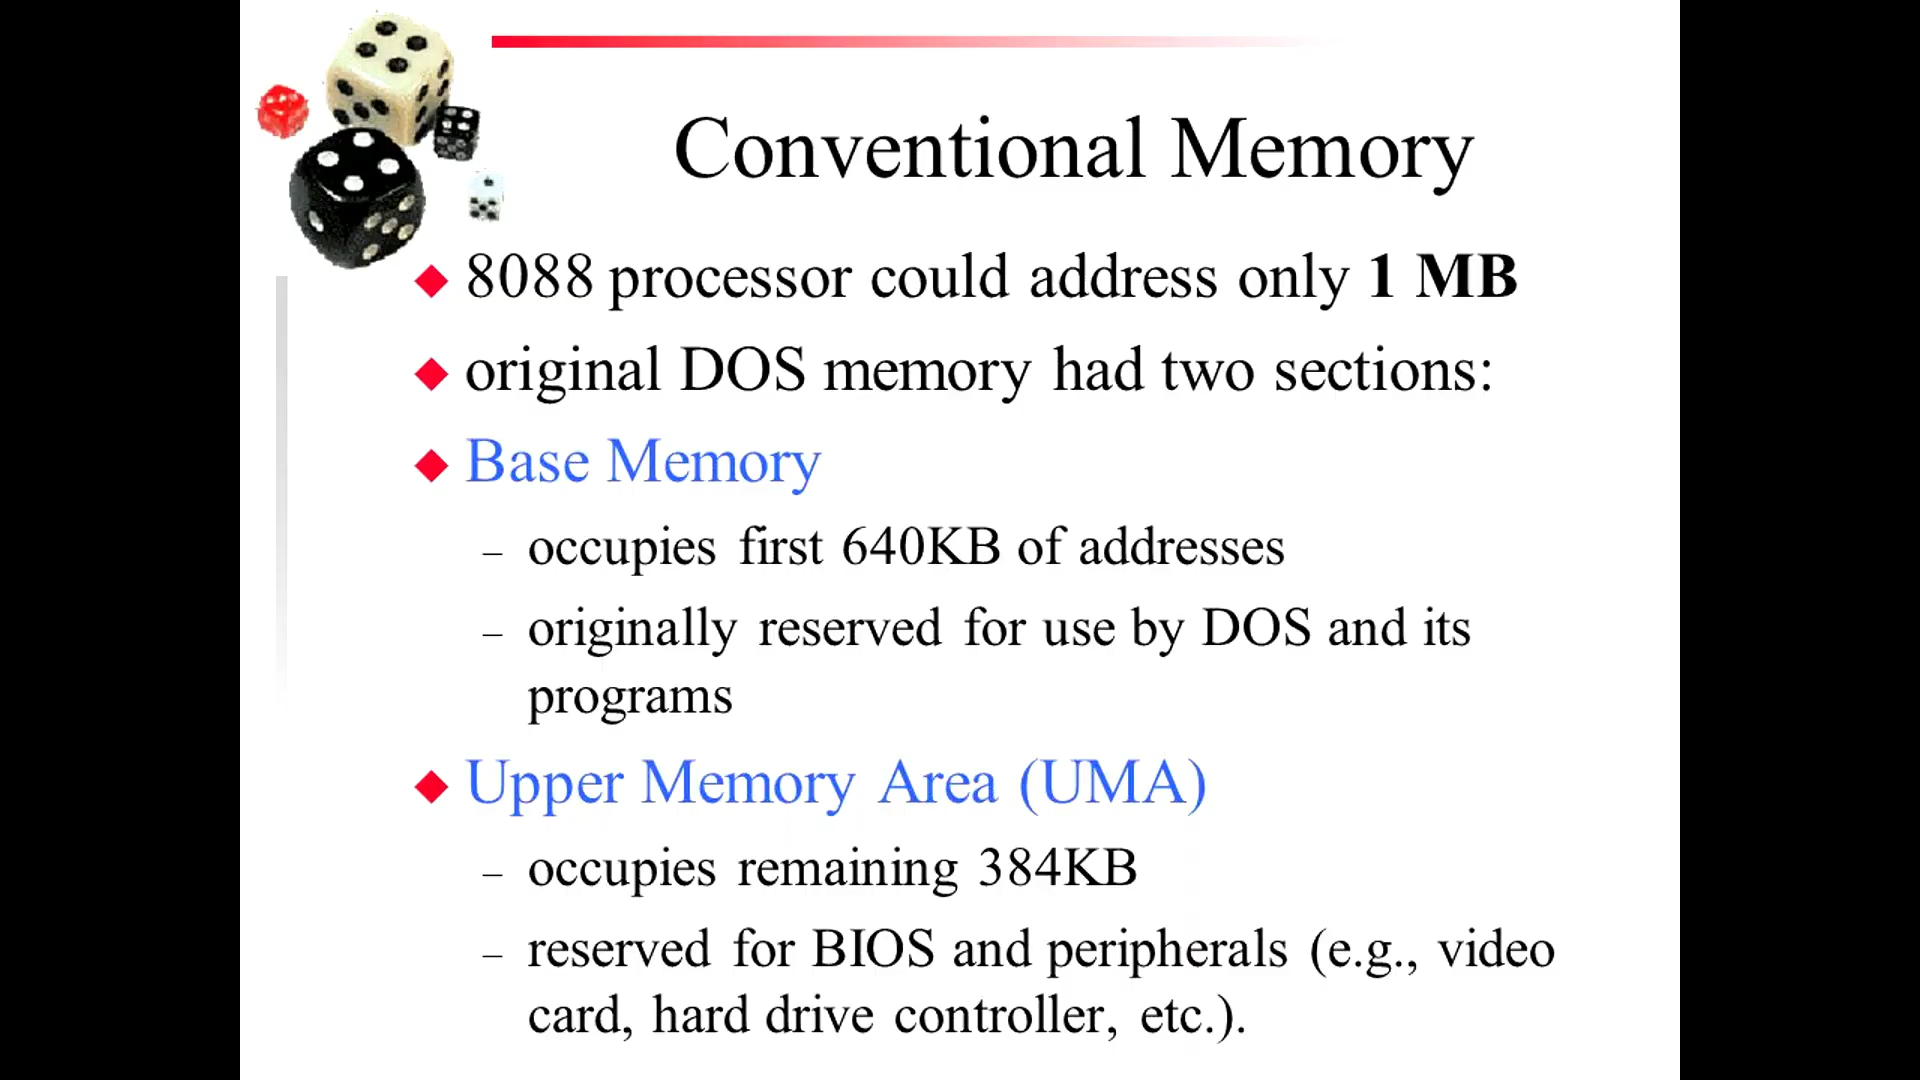 Conventional Memory
8088 processor could address only 1 MB
original DOS memory had two sections:
Base Memory
– occupies first 640KB of addresses
– originally reserved for use by DOS and its
programs
Upper Memory Area (UMA)
– occupies remaining 384KB
– reserved for BIOS and peripherals (e.g., video
card, hard drive controller, etc.).